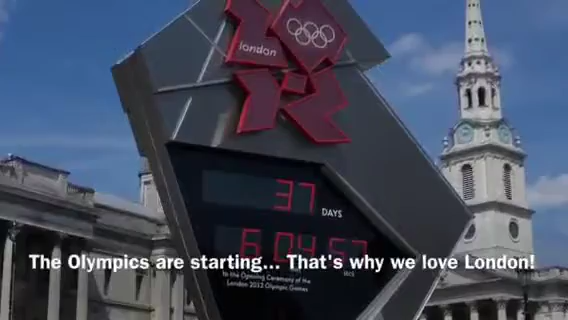 london
37 DAYS
6 04 57
The Olympics are starting... That's why we love London!
to the Opening Ceremony of the
London 2012 Olympic Games